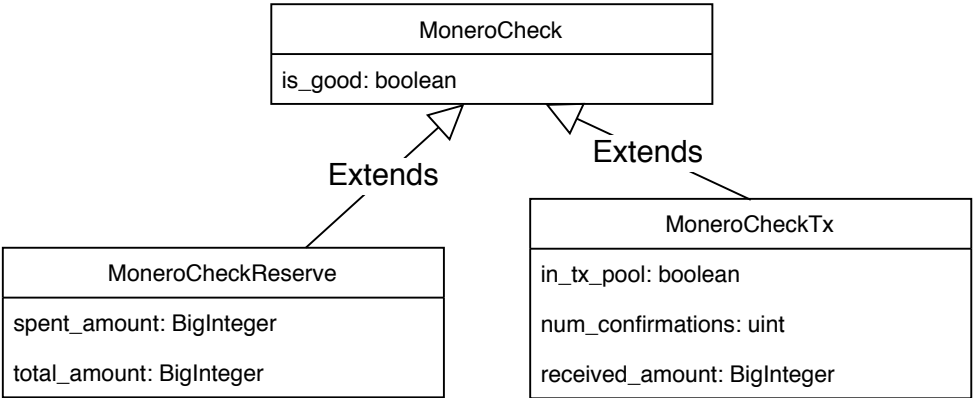 MoneroCheck
is_good: boolean
Extends
Extends
MoneroCheckReserve
spent_amount: BigInteger
total_amount: BigInteger
MoneroCheckTx
in_tx_pool: boolean
num_confirmations: uint
received_amount: BigInteger